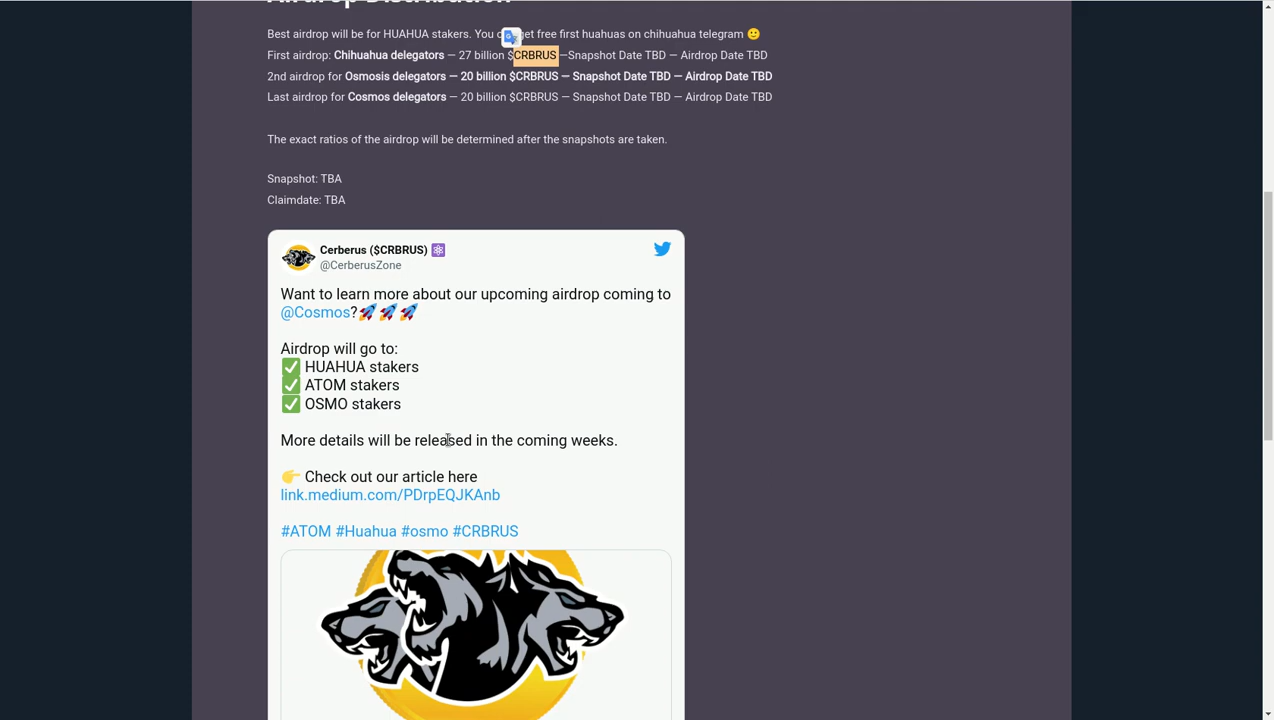 Airdrop Distribution
Best airdrop will be for HUAHUA stakers. You get free first huahuas on chihuahua telegram 🙂
First airdrop: Chihuahua delegators — 27 billion $CRBRUS —Snapshot Date TBD — Airdrop Date TBD
2nd airdrop for Osmosis delegators — 20 billion $CRBRUS — Snapshot Date TBD — Airdrop Date TBD
Last airdrop for Cosmos delegators — 20 billion $CRBRUS — Snapshot Date TBD — Airdrop Date TBD
The exact ratios of the airdrop will be determined after the snapshots are taken.
Snapshot: TBA
Claimdate: TBA
Cerberus ($CRBRUS) ⚛
@CerberusZone
Want to learn more about our upcoming airdrop coming to
@Cosmos?🚀🚀🚀
Airdrop will go to:
✅ HUAHUA stakers
✅ ATOM stakers
✅ OSMO stakers
More details will be released in the coming weeks.
👉 Check out our article here
link.medium.com/PDrpEQJKAnb
#ATOM #Huahua #osmo #CRBRUS